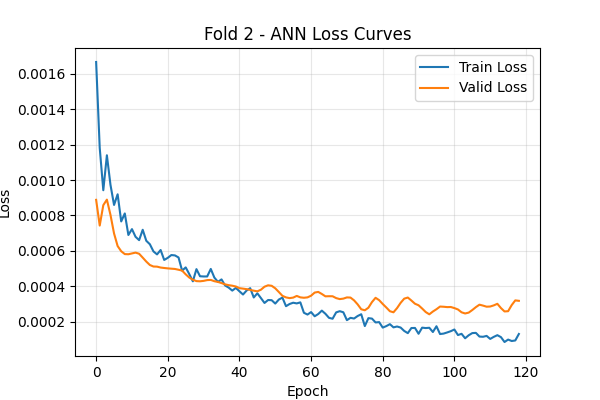 Fold 2 - ANN Loss Curves
Train Loss
Valid Loss
0.0016
0.0014
0.0012
0.0010
0.0008
0.0006
0.0004
0.0002
Loss
0 20 40 60 80 100 120
Epoch